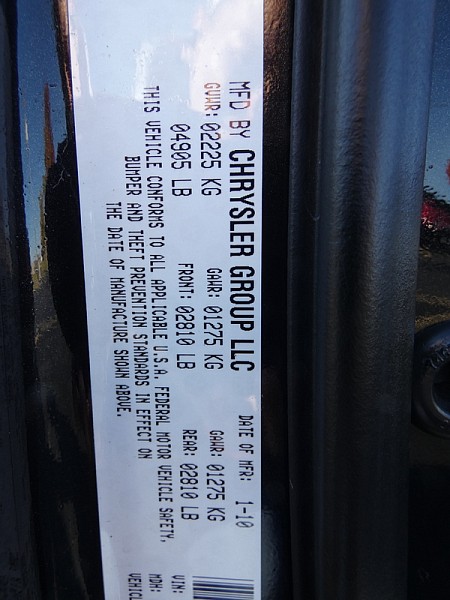 MFD BY CHRYSLER GROUP LLC DATE OF MFR: 1-10 VIN:
GVWR: 02225 KG GAWR: 01275 KG GAWR: 01275 KG
04905 LB FRONT: 02810 LB REAR: 02810 LB MDH:
THIS VEHICLE CONFORMS TO ALL APPLICABLE U.S.A. FEDERAL MOTOR VEHICLE SAFETY,
BUMPER AND THEFT PREVENTION STANDARDS IN EFFECT ON
THE DATE OF MANUFACTURE SHOWN ABOVE.